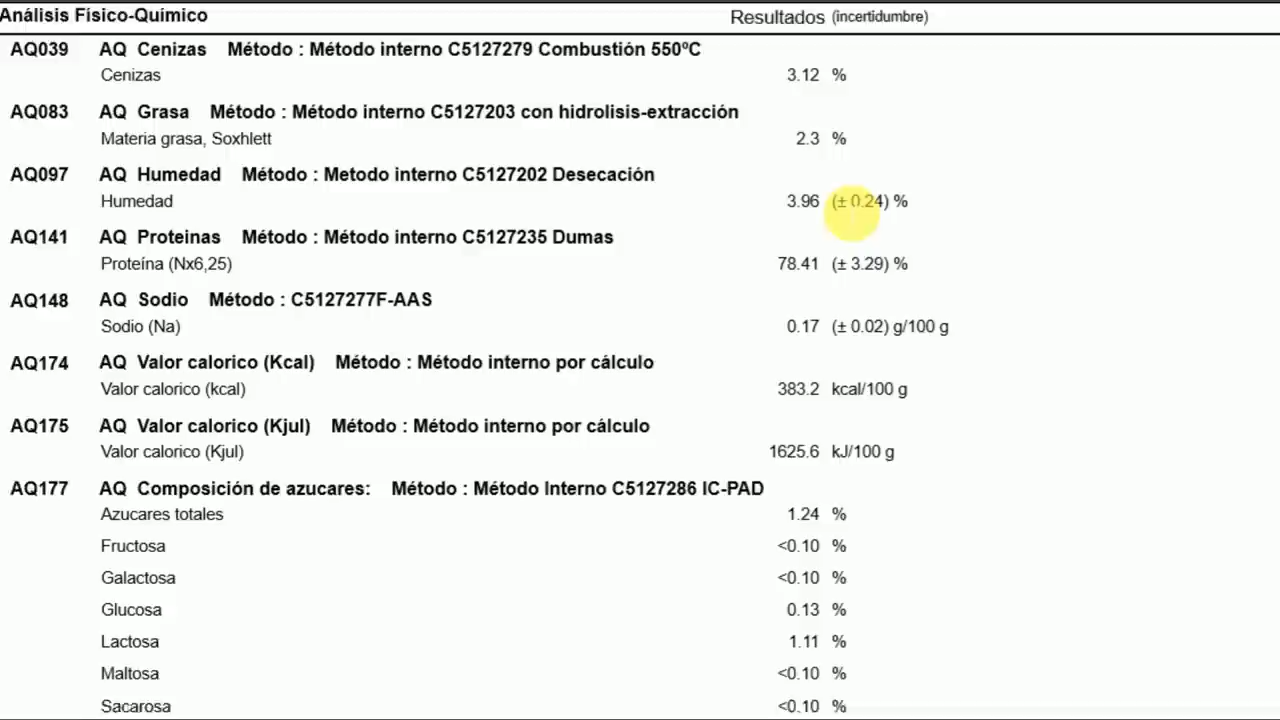 Análisis Físico-Químico Resultados (incertidumbre)
AQ039 AQ Cenizas Método : Método interno C5127279 Combustión 550ºC
Cenizas 3.12 %
AQ083 AQ Grasa Método : Método interno C5127203 con hidrolisis-extracción
Materia grasa, Soxhlett 2.3 %
AQ097 AQ Humedad Método : Metodo interno C5127202 Desecación
Humedad 3.96 (± 0.24) %
AQ141 AQ Proteinas Método : Método interno C5127235 Dumas
Proteína (Nx6,25) 78.41 (± 3.29) %
AQ148 AQ Sodio Método : C5127277F-AAS
Sodio (Na) 0.17 (± 0.02) g/100 g
AQ174 AQ Valor calorico (Kcal) Método : Método interno por cálculo
Valor calorico (kcal) 383.2 kcal/100 g
AQ175 AQ Valor calorico (Kjul) Método : Método interno por cálculo
Valor calorico (Kjul) 1625.6 kJ/100 g
AQ177 AQ Composición de azucares: Método : Método Interno C5127286 IC-PAD
Azucares totales 1.24 %
Fructosa <0.10 %
Galactosa <0.10 %
Glucosa 0.13 %
Lactosa 1.11 %
Maltosa <0.10 %
Sacarosa <0.10 %